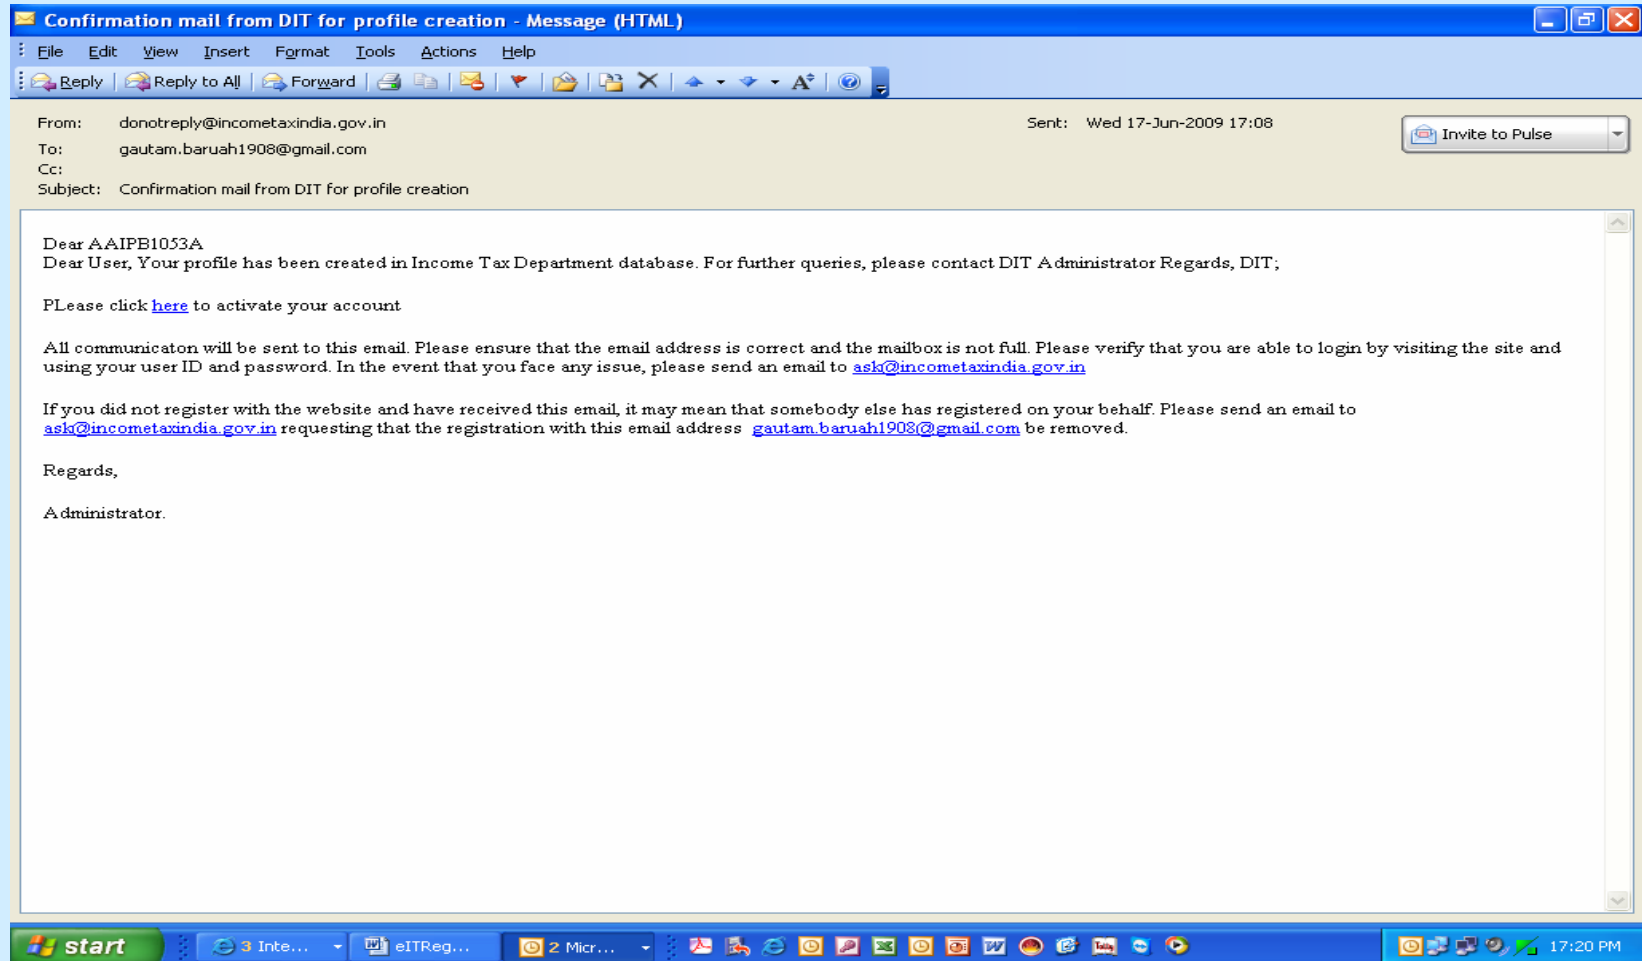 Confirmation mail from DIT for profile creation - Message (HTML)
File Edit View Insert Format Tools Actions Help
Reply Reply to All Forward
From: donotreply@incometaxindia.gov.in Sent: Wed 17-Jun-2009 17:08
Invite to Pulse
To: gautam.baruah1908@gmail.com
Cc:
Subject: Confirmation mail from DIT for profile creation
Dear AAIPB1053A
Dear User, Your profile has been created in Income Tax Department database. For further queries, please contact DIT Administrator Regards, DIT;
PLease click here to activate your account
All communicaton will be sent to this email. Please ensure that the email address is correct and the mailbox is not full. Please verify that you are able to login by visiting the site and
using your user ID and password. In the event that you face any issue, please send an email to ask@incometaxindia.gov.in
If you did not register with the website and have received this email, it may mean that somebody else has registered on your behalf. Please send an email to
ask@incometaxindia.gov.in requesting that the registration with this email address gautam.baruah1908@gmail.com be removed.
Regards,
Administrator.
start 3 Inte... eITReg... 2 Micr... 17:20 PM